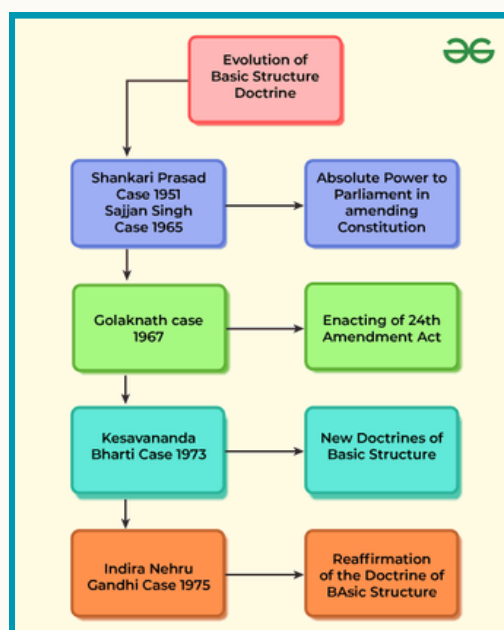 Evolution of
Basic Structure
Doctrine
Shankari Prasad
Case 1951
Sajjan Singh
Case 1965
Absolute Power to
Parliament in
amending
Constitution
Golaknath case
1967
Enacting of 24th
Amendment Act
Kesavananda
Bharti Case 1973
New Doctrines of
Basic Structure
Indira Nehru
Gandhi Case 1975
Reaffirmation
of the Doctrine of
BAsic Structure